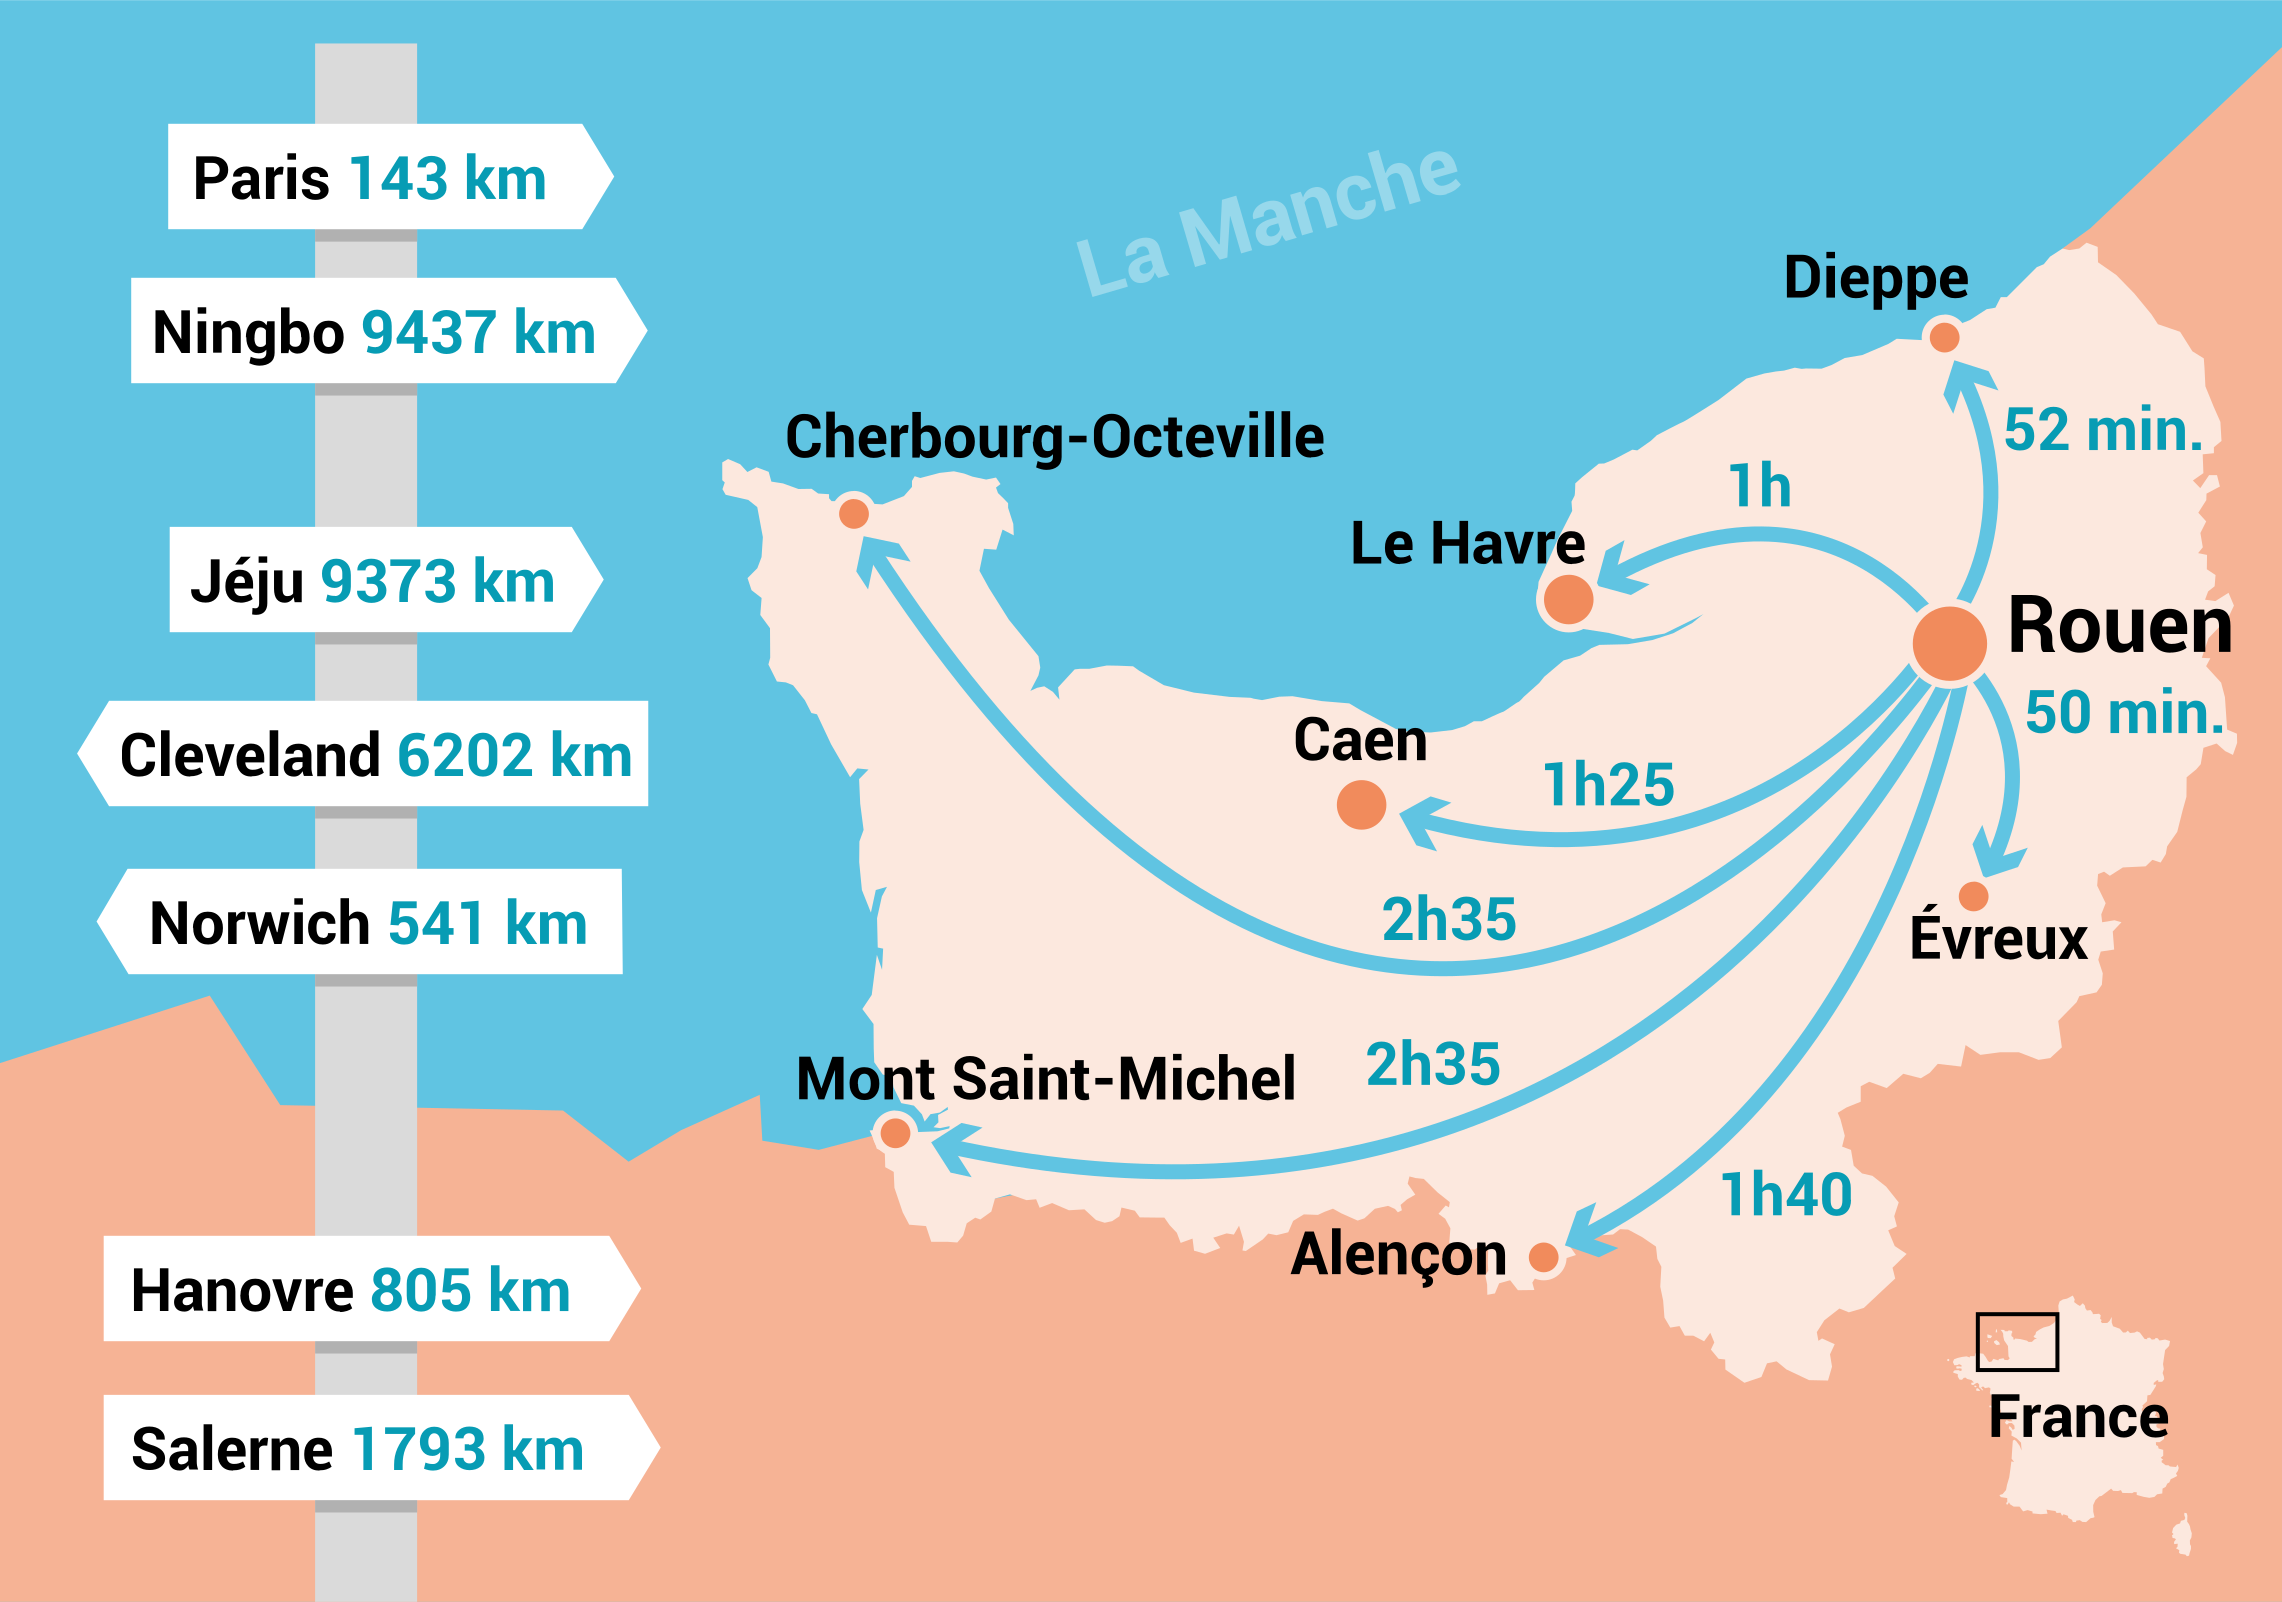 Paris 143 km
Ningbo 9437 km
Jéju 9373 km
Cleveland 6202 km
Norwich 541 km
Hanovre 805 km
Salerne 1793 km
La Manche
Dieppe
52 min.
Cherbourg-Octeville
1h
Le Havre
Rouen
50 min.
Caen
1h25
2h35
Évreux
Mont Saint-Michel
2h35
1h40
Alençon
France